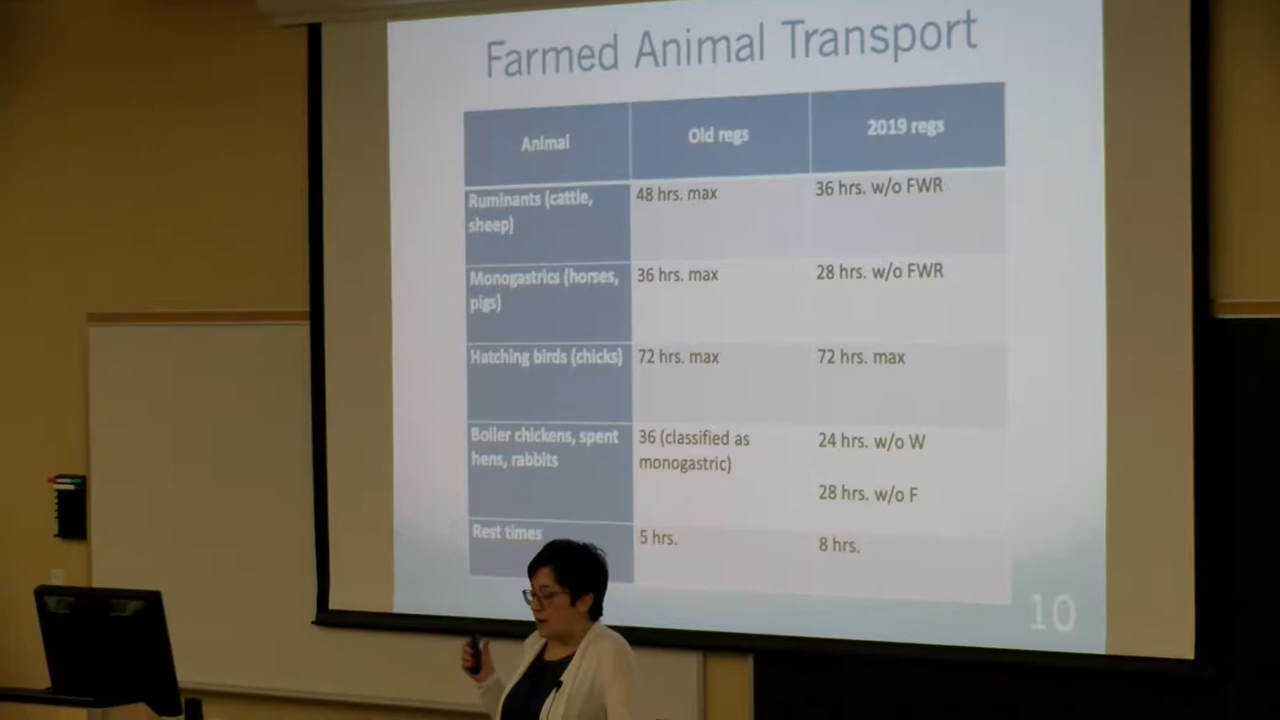 Farmed Animal Transport
Animal
Old regs
2019 regs
Ruminants (cattle,
sheep)
48 hrs. max
36 hrs. w/o FWR
Monogastrics (horses,
pigs)
36 hrs. max
28 hrs. w/o FWR
Hatching birds (chicks)
72 hrs. max
72 hrs. max
Boiler chickens, spent
hens, rabbits
36 (classified as
monogastric)
24 hrs. w/o W
28 hrs. w/o F
Rest times
5 hrs.
8 hrs.
10